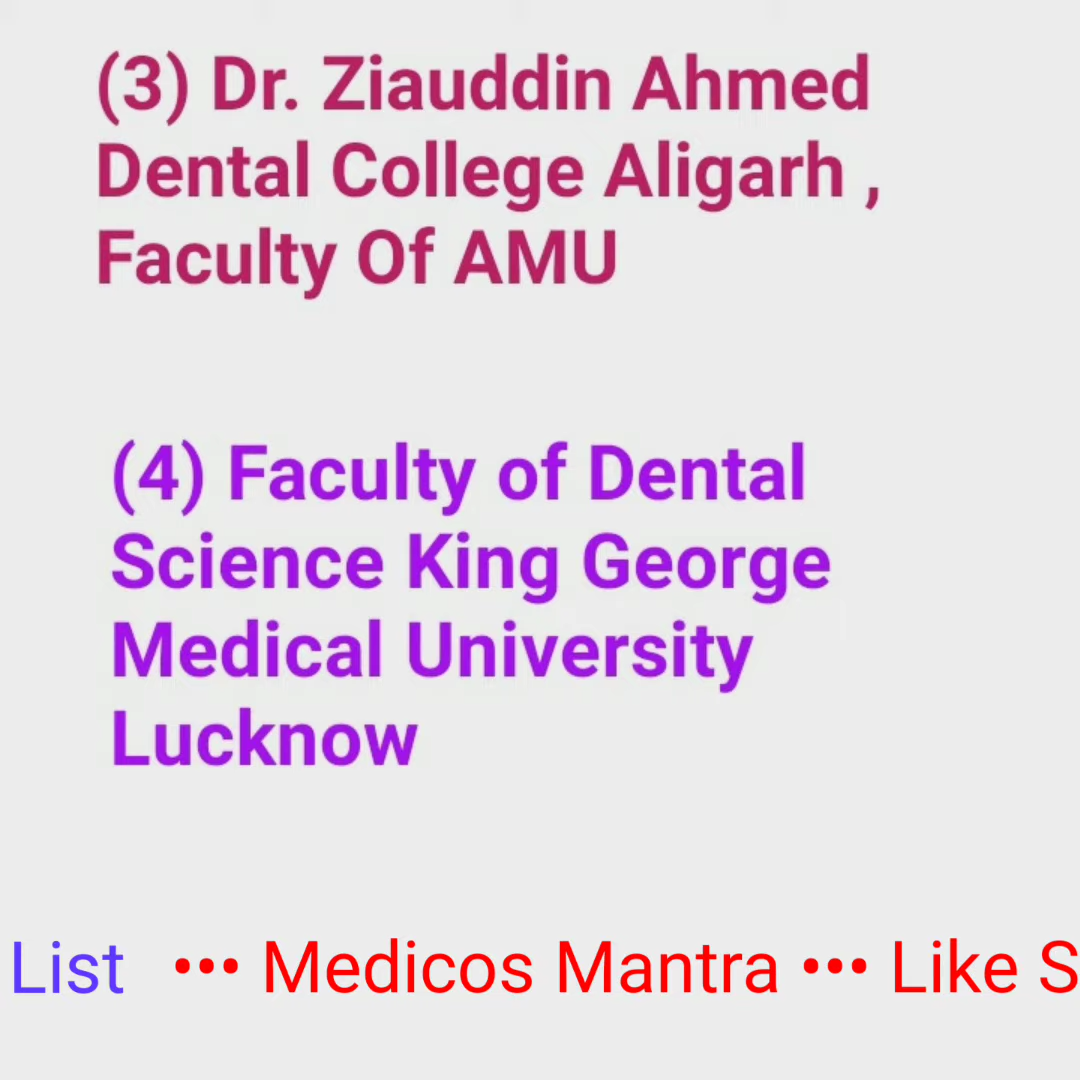 (3) Dr. Ziauddin Ahmed
Dental College Aligarh ,
Faculty Of AMU
(4) Faculty of Dental
Science King George
Medical University
Lucknow
List ••• Medicos Mantra ••• Like S